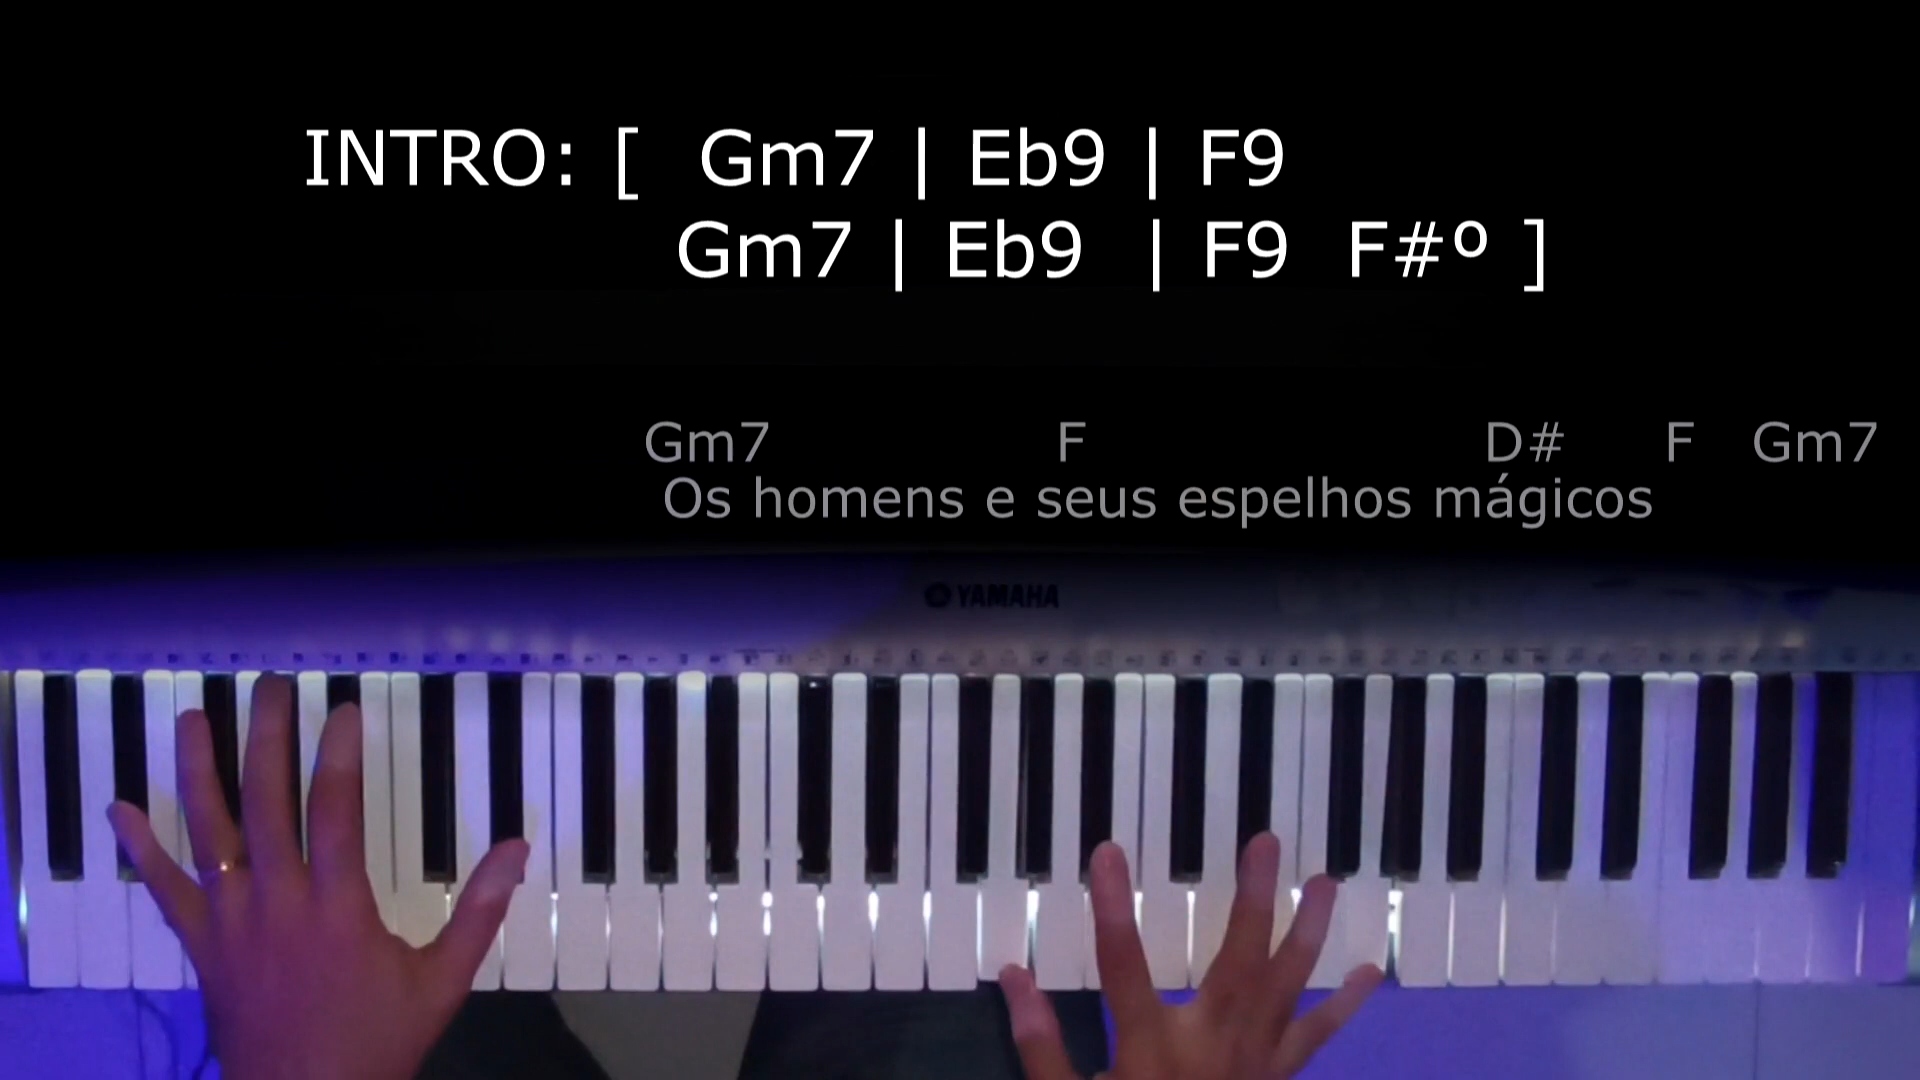 INTRO: [ Gm7 | Eb9 | F9
Gm7 | Eb9 | F9 F#º ]
Gm7 F D# F Gm7
Os homens e seus espelhos mágicos
YAMAHA